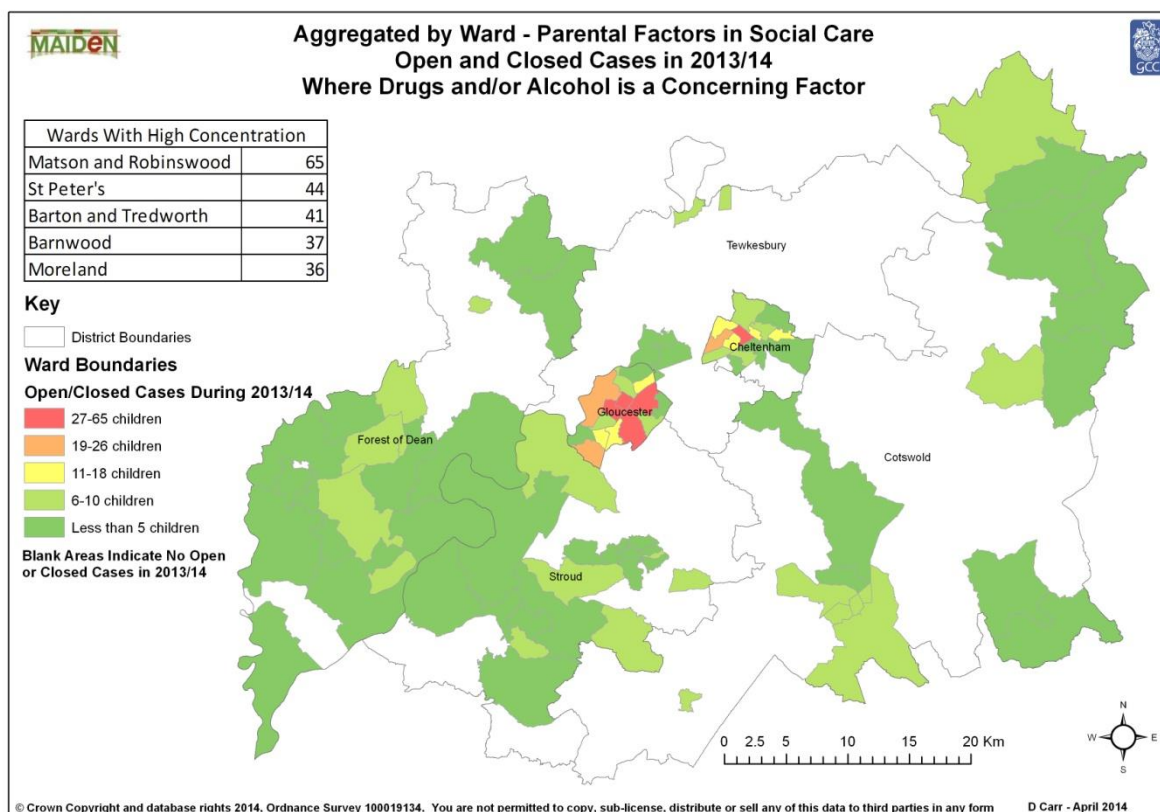 MAIDEN
Aggregated by Ward - Parental Factors in Social Care
Open and Closed Cases in 2013/14
Where Drugs and/or Alcohol is a Concerning Factor
GCC
Wards With High Concentration
Matson and Robinswood 65
St Peter's 44
Barton and Tredworth 41
Barnwood 37
Moreland 36
Key
District Boundaries
Ward Boundaries
Open/Closed Cases During 2013/14
27-65 children
19-26 children
11-18 children
6-10 children
Less than 5 children
Blank Areas Indicate No Open
or Closed Cases in 2013/14
Tewkesbury
Cheltenham
Gloucester
Forest of Dean
Cotswold
Stroud
0 2.5 5 10 15 20 Km
N
W E
S
© Crown Copyright and database rights 2014. Ordnance Survey 100019134. You are not permitted to copy, sub-license, distribute or sell any of this data to third parties in any form D Carr - April 2014